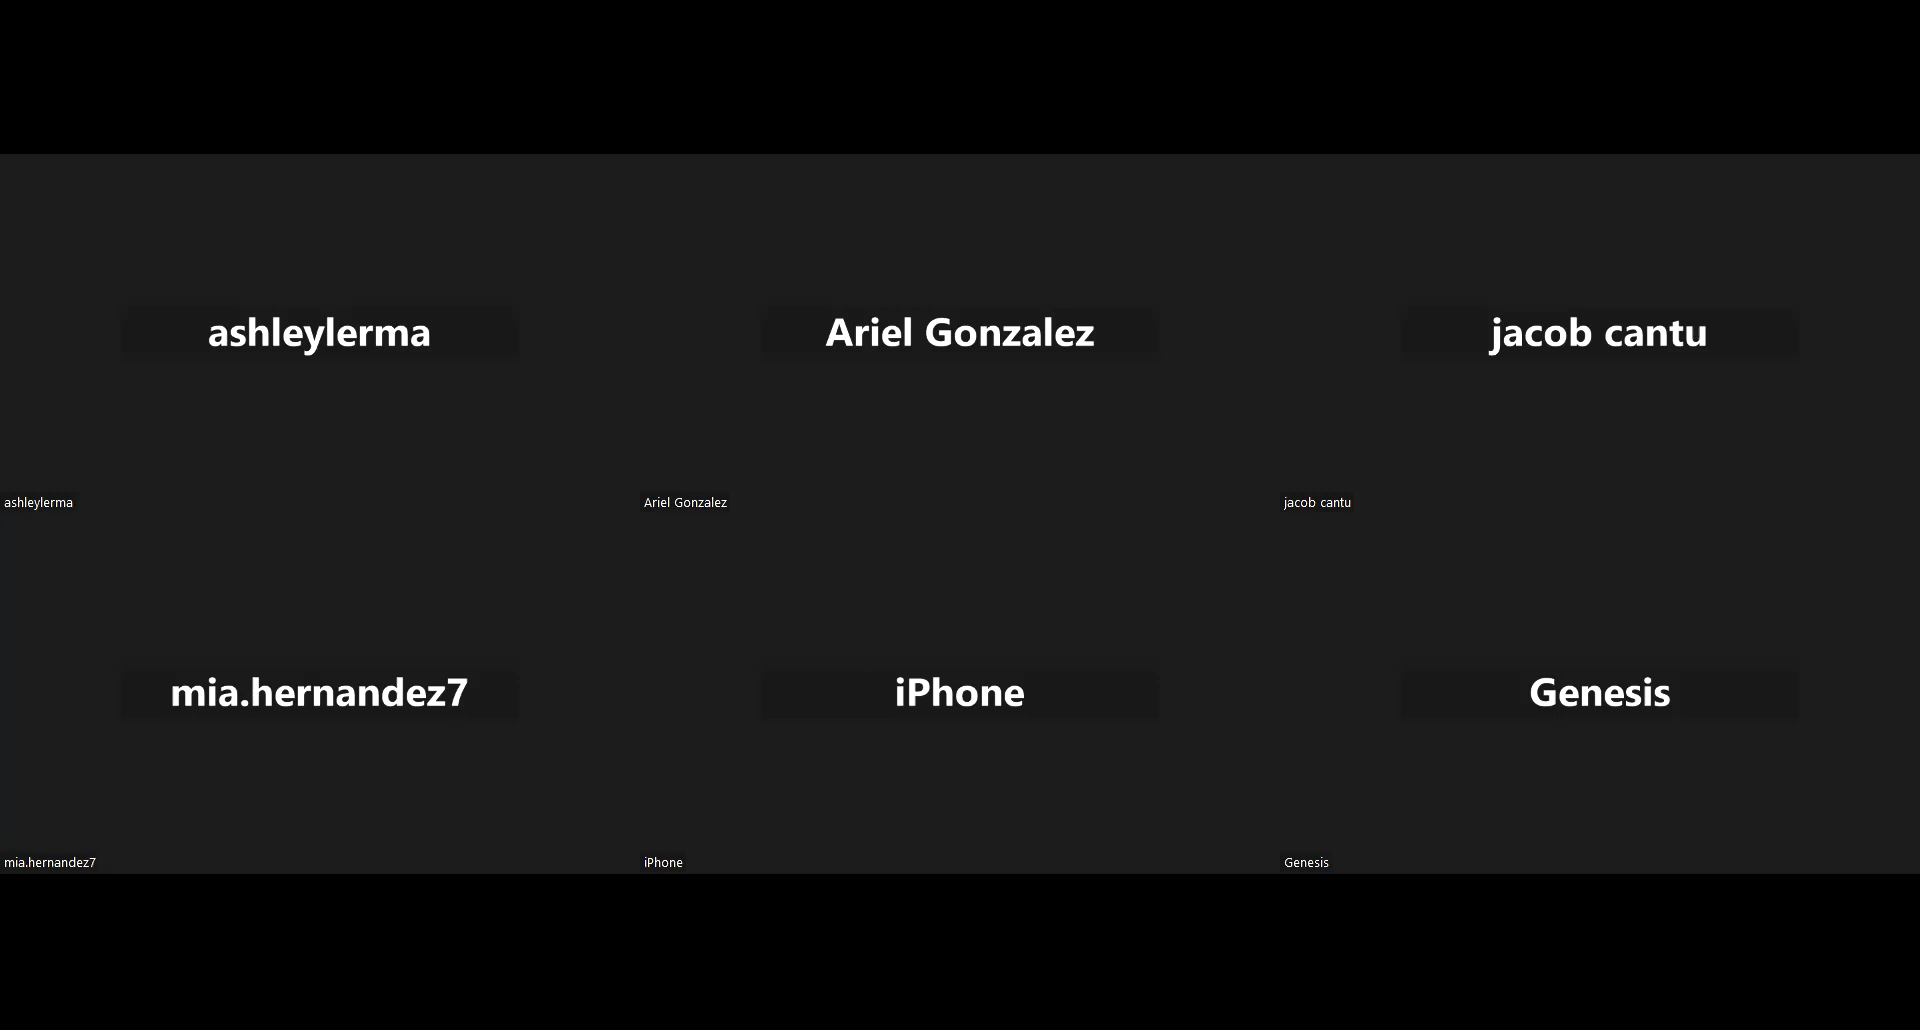 ashleylerma
Ariel Gonzalez
jacob cantu
ashleylerma
Ariel Gonzalez
jacob cantu
mia.hernandez7
iPhone
Genesis
mia.hernandez7
iPhone
Genesis